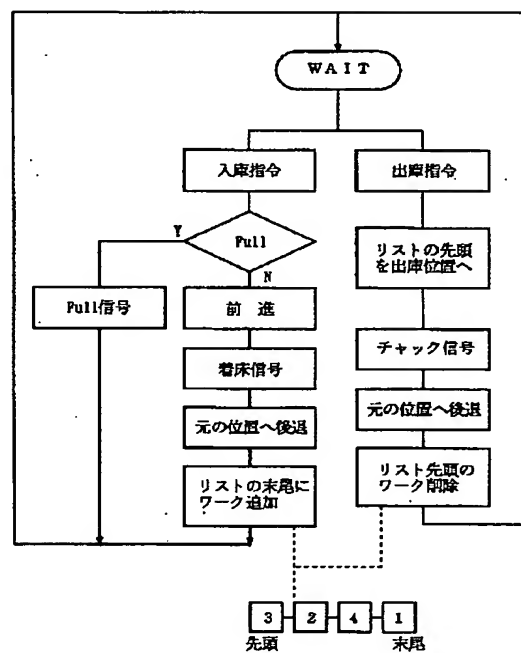 WAIT
入庫指令
出庫指令
Y
Full
N
リストの先頭
を出庫位置へ
Full信号
前 進
チャック信号
着床信号
元の位置へ後退
元の位置へ後退
リストの末尾に
ワーク追加
リスト先頭の
ワーク削除
3 2 4 1
先頭 末尾